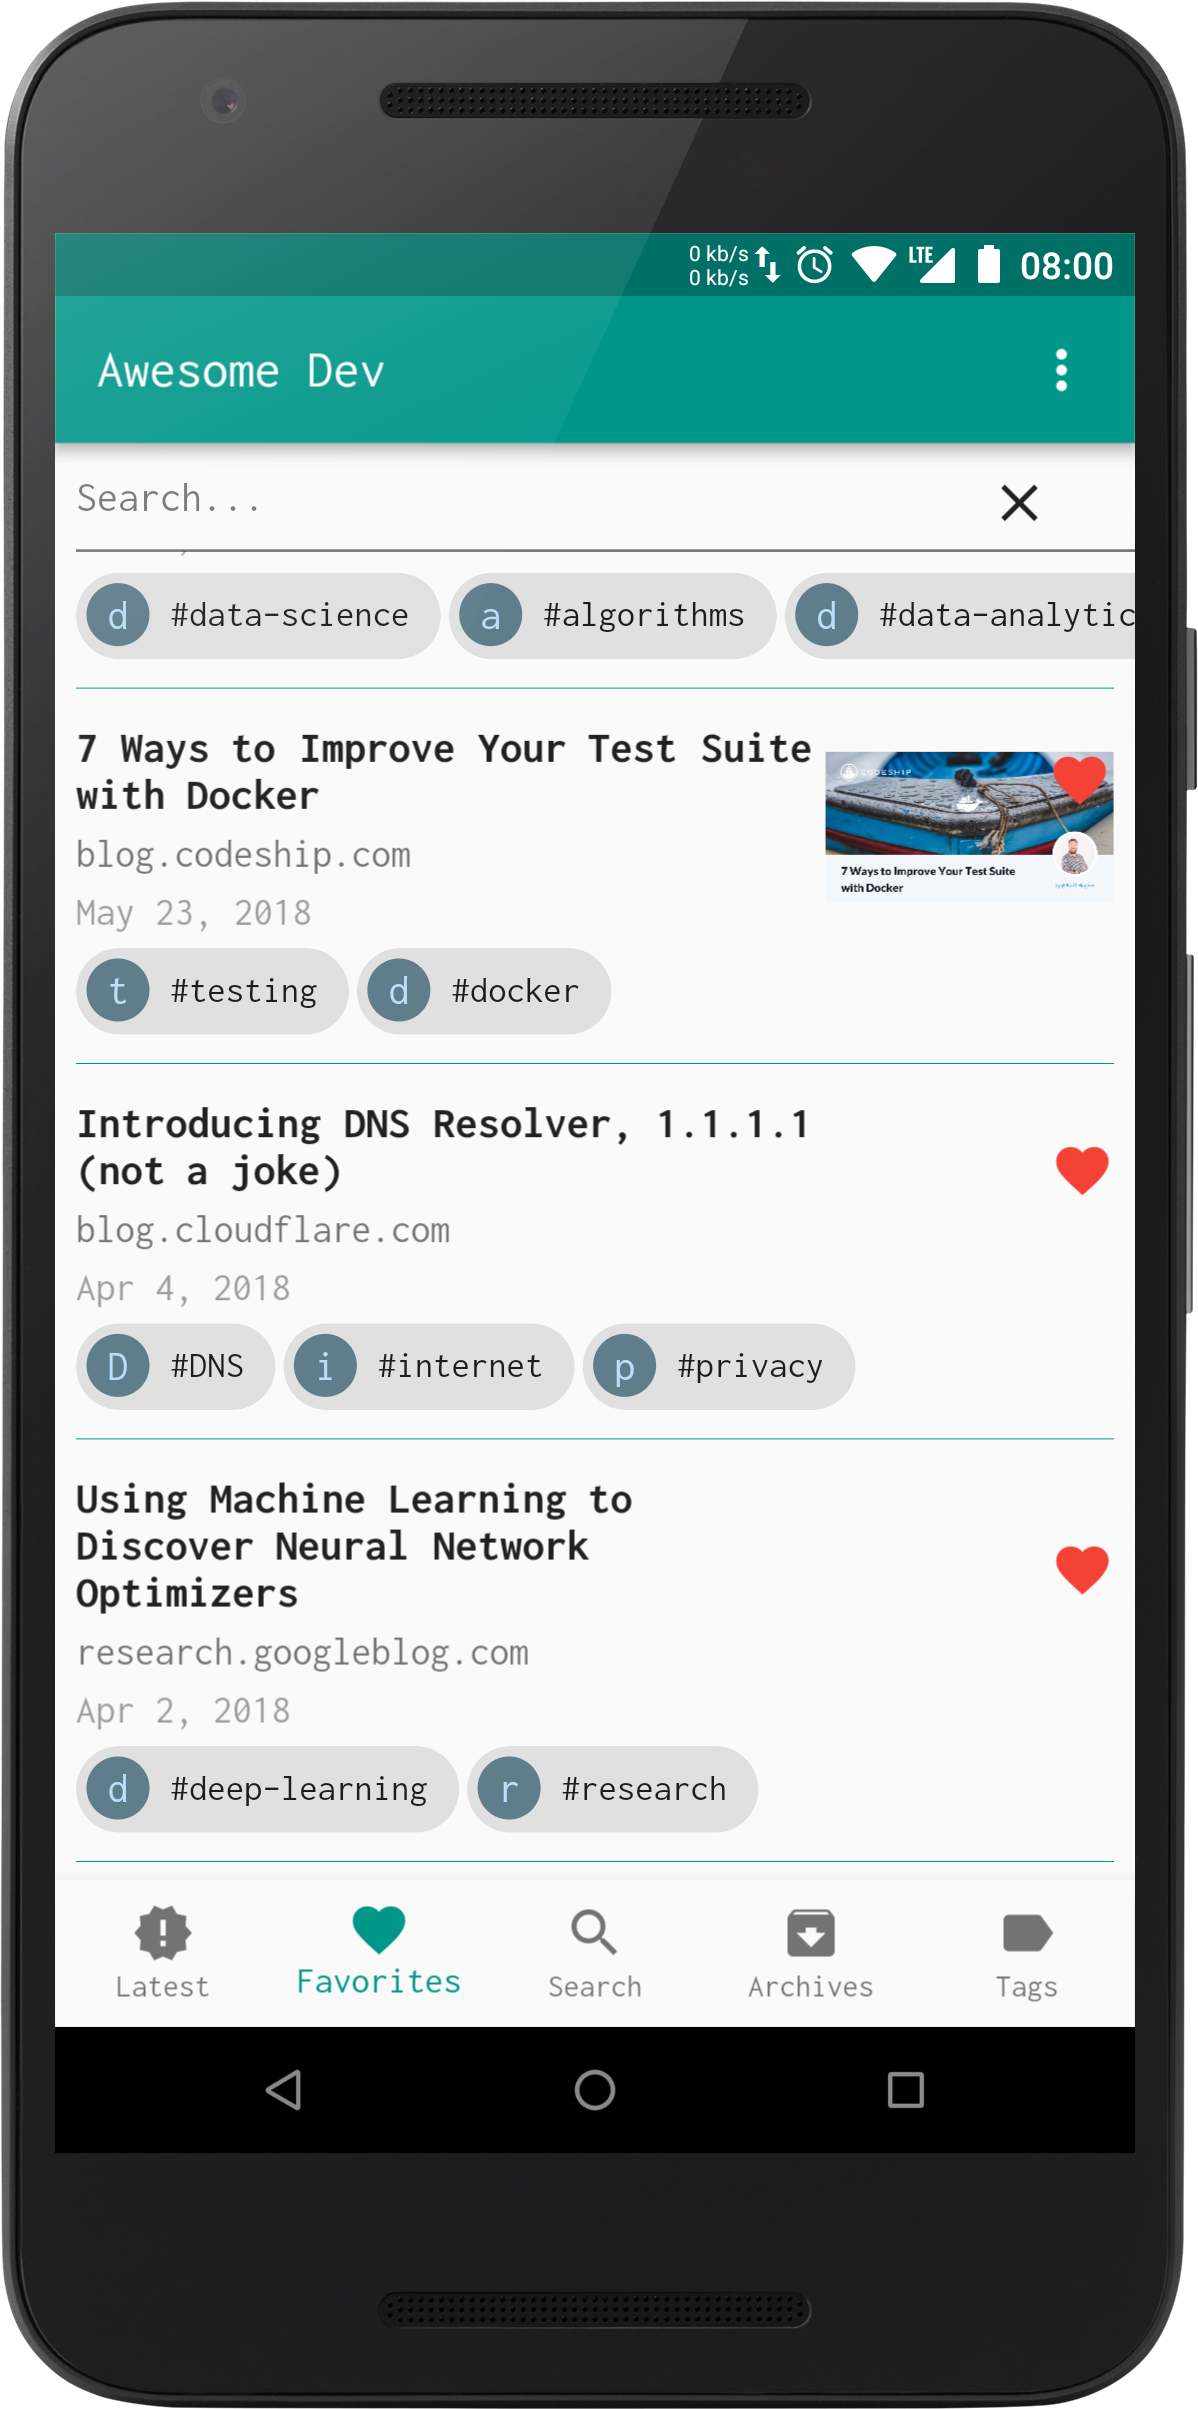 0 kb/s
0 kb/s
LTE
08:00
Awesome Dev
Search...
d #data-science a #algorithms d #data-analytic
7 Ways to Improve Your Test Suite
with Docker
CODESHIP
7 Ways to Improve Your Test Suite
with Docker
blog.codeship.com
May 23, 2018
t #testing d #docker
Introducing DNS Resolver, 1.1.1.1
(not a joke)
blog.cloudflare.com
Apr 4, 2018
D #DNS i #internet p #privacy
Using Machine Learning to
Discover Neural Network
Optimizers
research.googleblog.com
Apr 2, 2018
d #deep-learning r #research
Latest Favorites Search Archives Tags